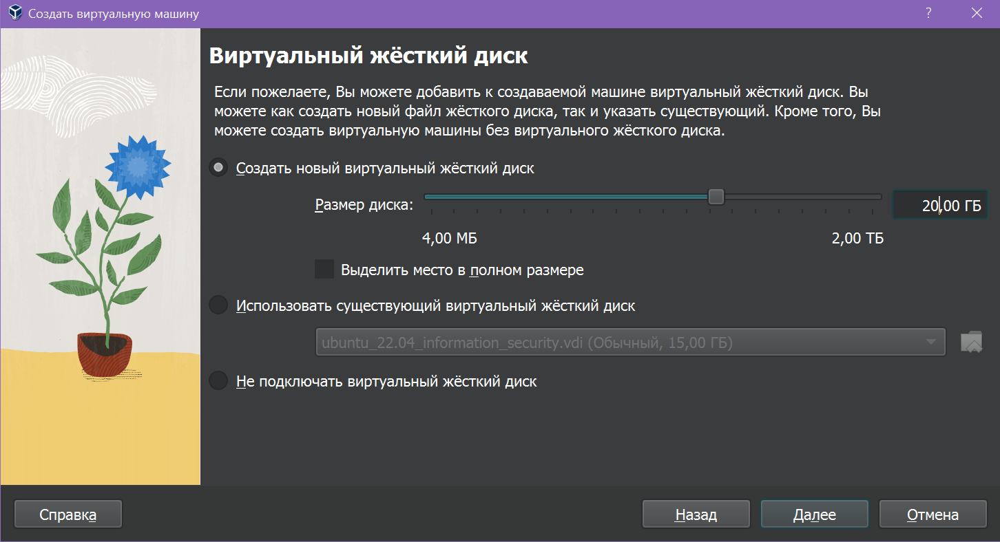 Создать виртуальную машину
?
Виртуальный жёсткий диск
Если пожелаете, Вы можете добавить к создаваемой машине виртуальный жёсткий диск. Вы
можете как создать новый файл жёсткого диска, так и указать существующий. Кроме того, Вы
можете создать виртуальную машины без виртуального жёсткого диска.
Создать новый виртуальный жёсткий диск
Размер диска:
20,00 ГБ
4,00 МБ
2,00 ТБ
Выделить место в полном размере
Использовать существующий виртуальный жёсткий диск
ubuntu_22.04_information_security.vdi (Обычный, 15,00 ГБ)
Не подключать виртуальный жёсткий диск
Справка
Назад
Далее
Отмена